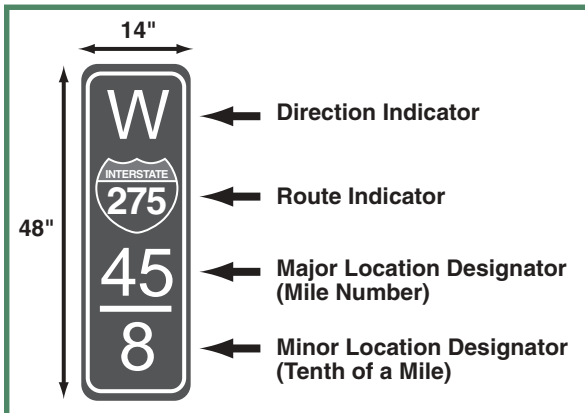 14"
W
Direction Indicator
INTERSTATE
275
Route Indicator
48"
45
Major Location Designator
(Mile Number)
8
Minor Location Designator
(Tenth of a Mile)